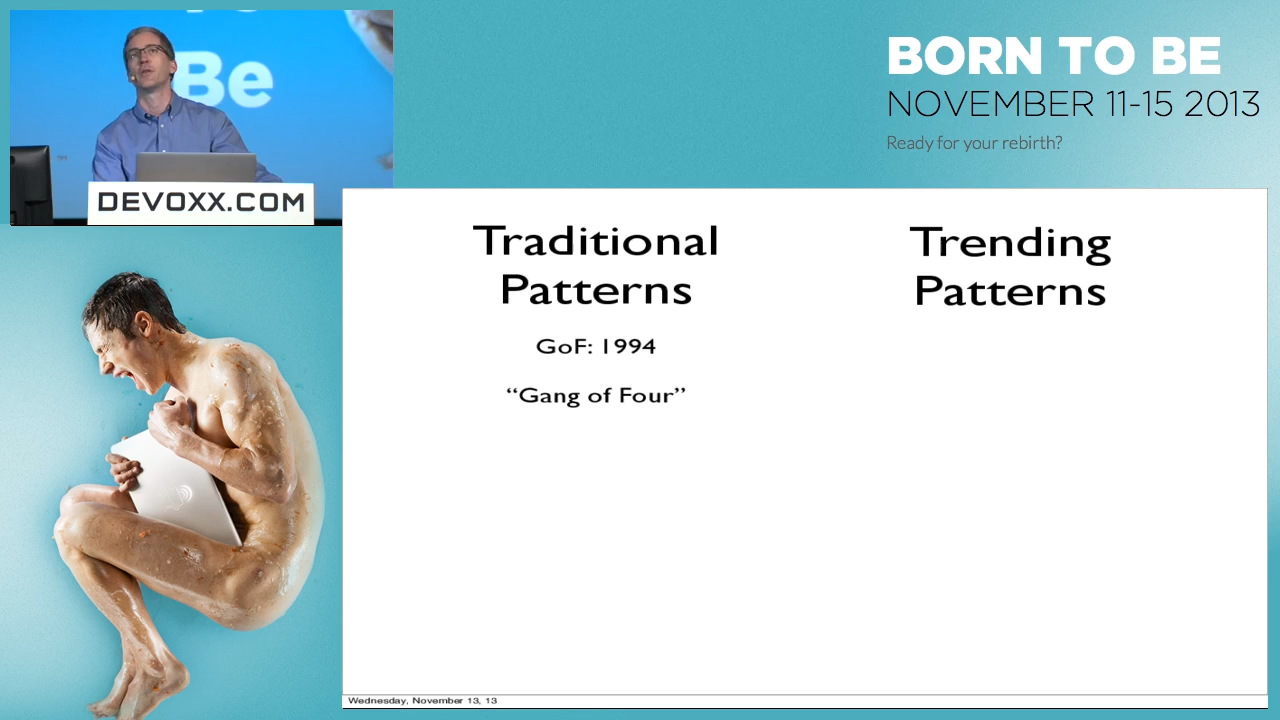 Be
DEVOXX.COM
BORN TO BE
NOVEMBER 11-15 2013
Ready for your rebirth?
Traditional
Patterns
GoF: 1994
“Gang of Four”
Trending
Patterns
Wednesday, November 13, 13